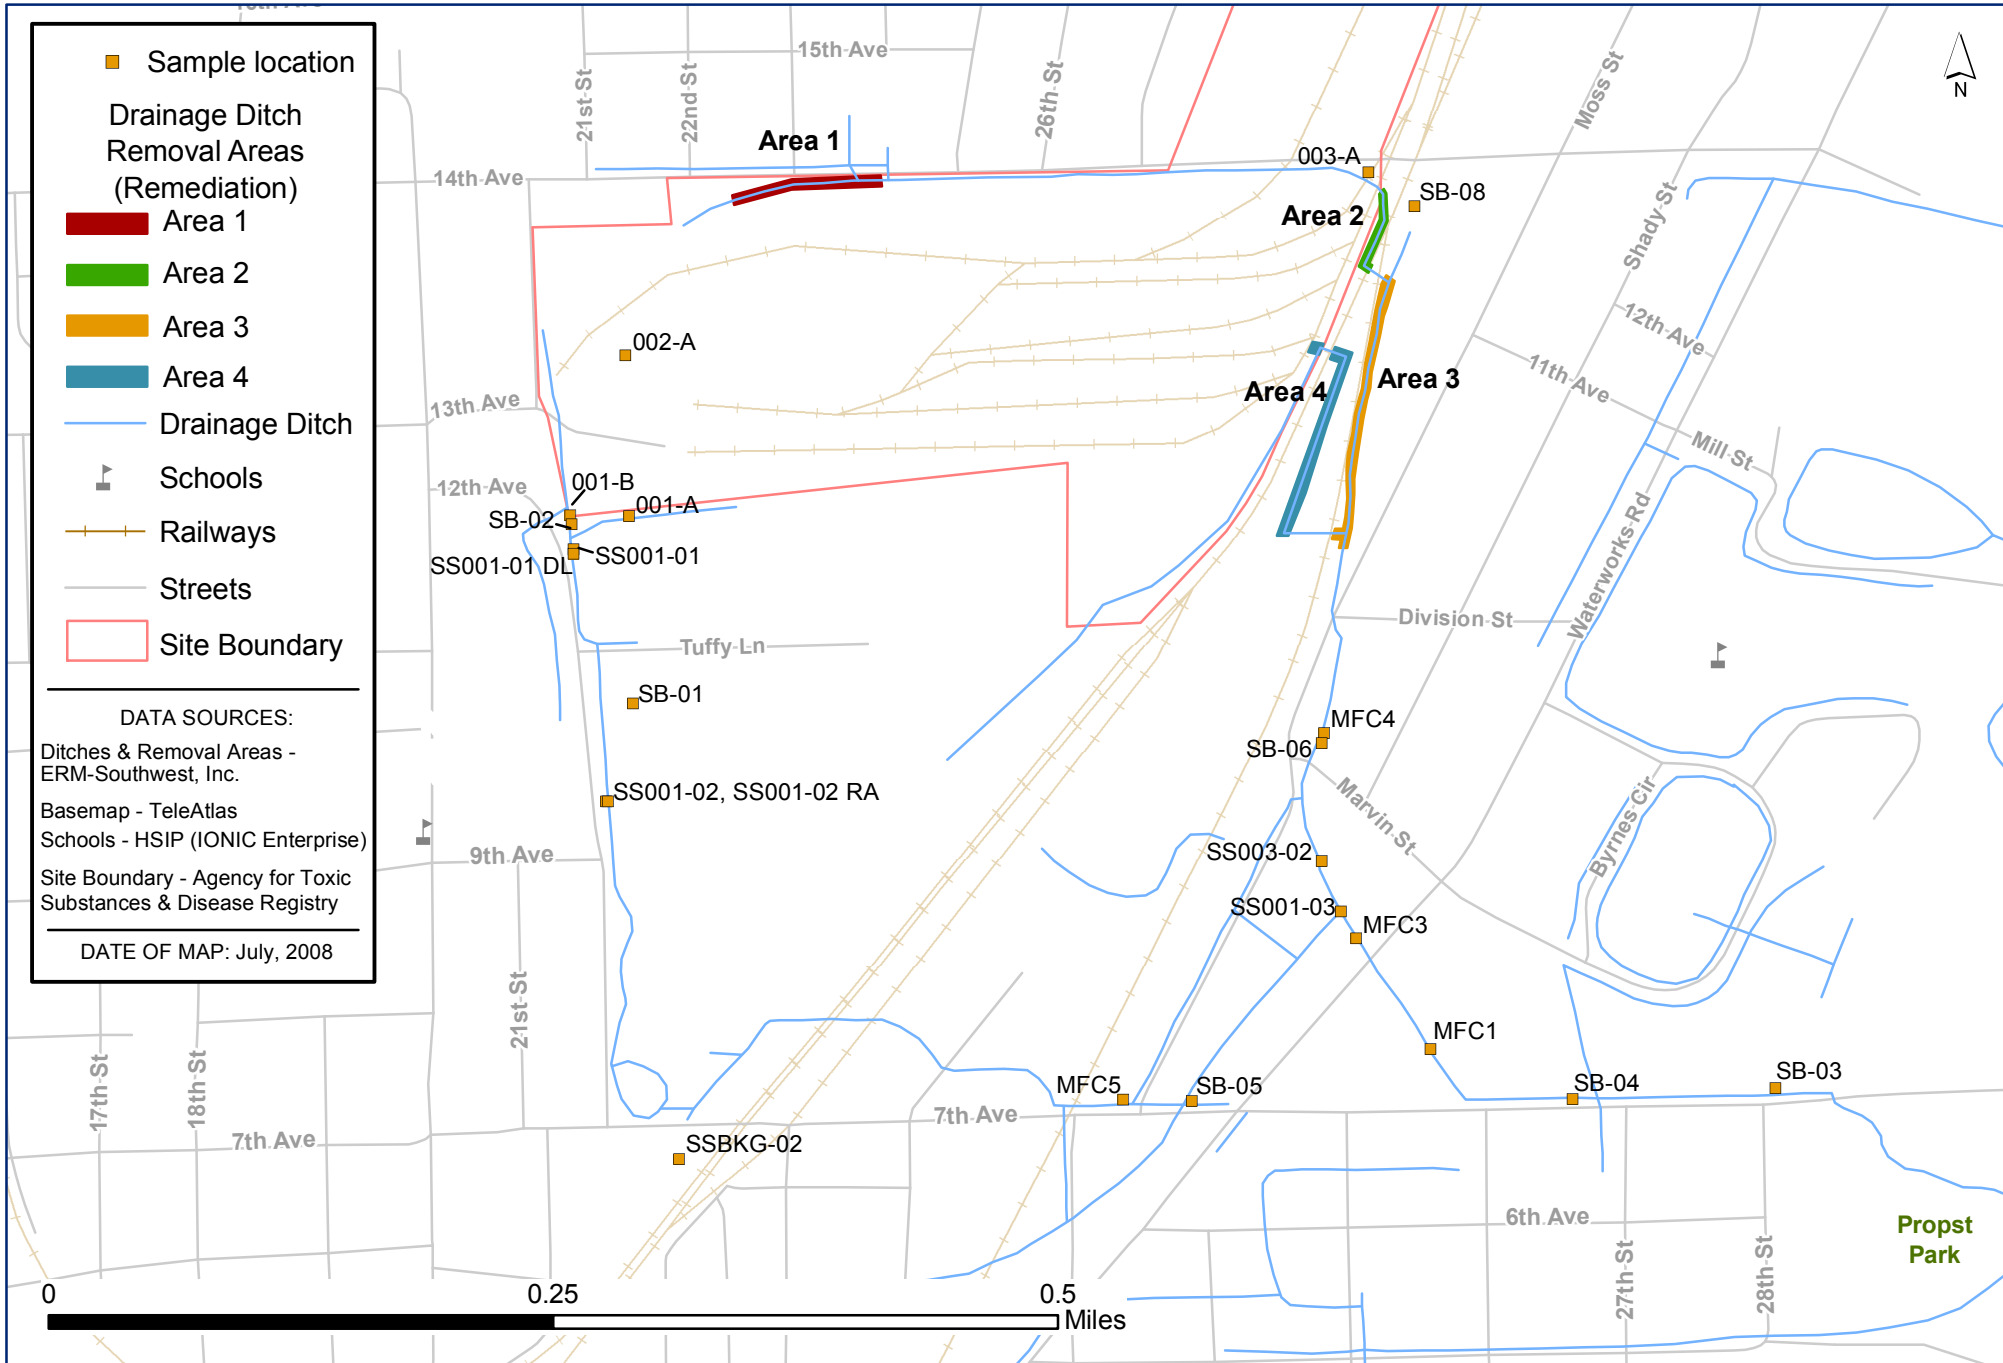 Sample location
Drainage Ditch
Removal Areas
(Remediation)
Area 1
Area 2
Area 3
Area 4
Drainage Ditch
Schools
Railways
Streets
Site Boundary
DATA SOURCES:
Ditches & Removal Areas -
ERM-Southwest, Inc.
Basemap - TeleAtlas
Schools - HSIP (IONIC Enterprise)
Site Boundary - Agency for Toxic
Substances & Disease Registry
DATE OF MAP: July, 2008
15th Ave
21st St
22nd St
26th St
Moss St
N
Area 1
14th Ave
003-A
SB-08
Area 2
Shady St
12th Ave
002-A
11th Ave
Area 3
Area 4
13th Ave
Mill St
12th Ave
001-B
001-A
SB-02
SS001-01
SS001-01 DL
Waterworks Rd
Division St
Tuffy Ln
SB-01
MFC4
SB-06
SS001-02, SS001-02 RA
Marvin St
Byrnes Cir
9th Ave
SS003-02
SS001-03
MFC3
21st St
MFC1
17th St
18th St
MFC5
SB-05
SB-04
SB-03
7th Ave
7th Ave
SSBKG-02
6th Ave
27th St
28th St
Propst
Park
0
0.25
0.5
Miles